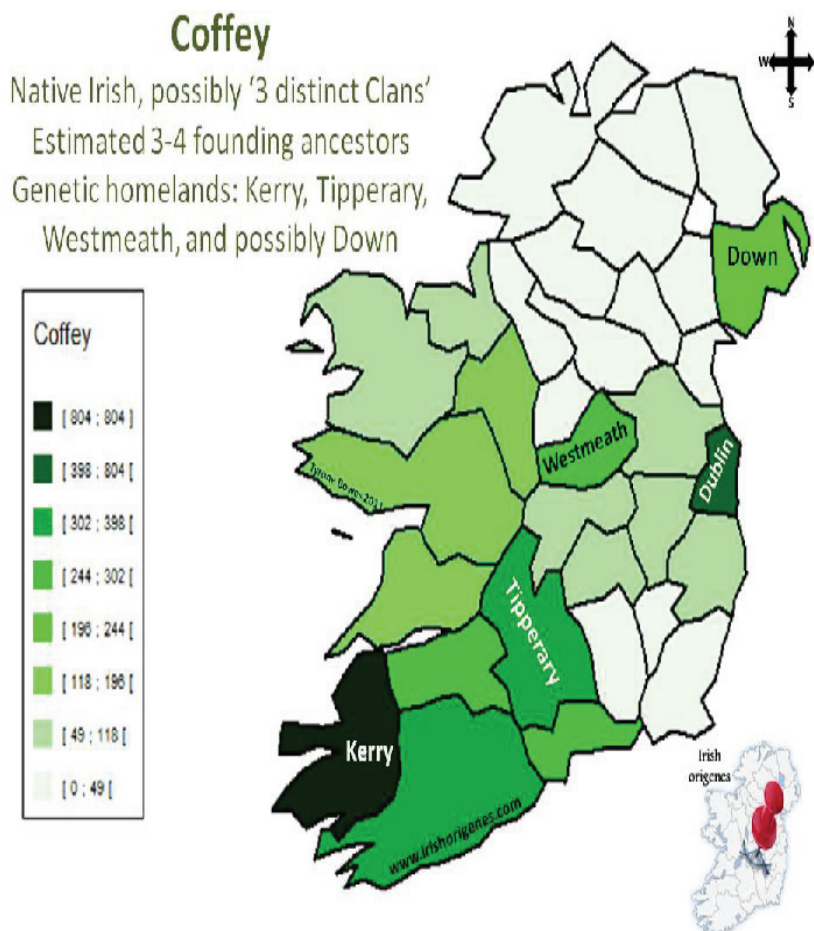 Coffey
Native Irish, possibly ‘3 distinct Clans’
Estimated 3-4 founding ancestors
Genetic homelands: Kerry, Tipperary,
Westmeath, and possibly Down
N
W
S
Down
Coffey
[ 804 ; 804 ]
[ 398 ; 804 [
[ 302 ; 398 [
[ 244 ; 302 [
[ 196 ; 244 [
[ 118 ; 196 [
[ 49 ; 118 [
[ 0 ; 49 [
Westmeath
Dublin
Tipperary
Kerry
www.irishorigenes.com
Irish
origenes